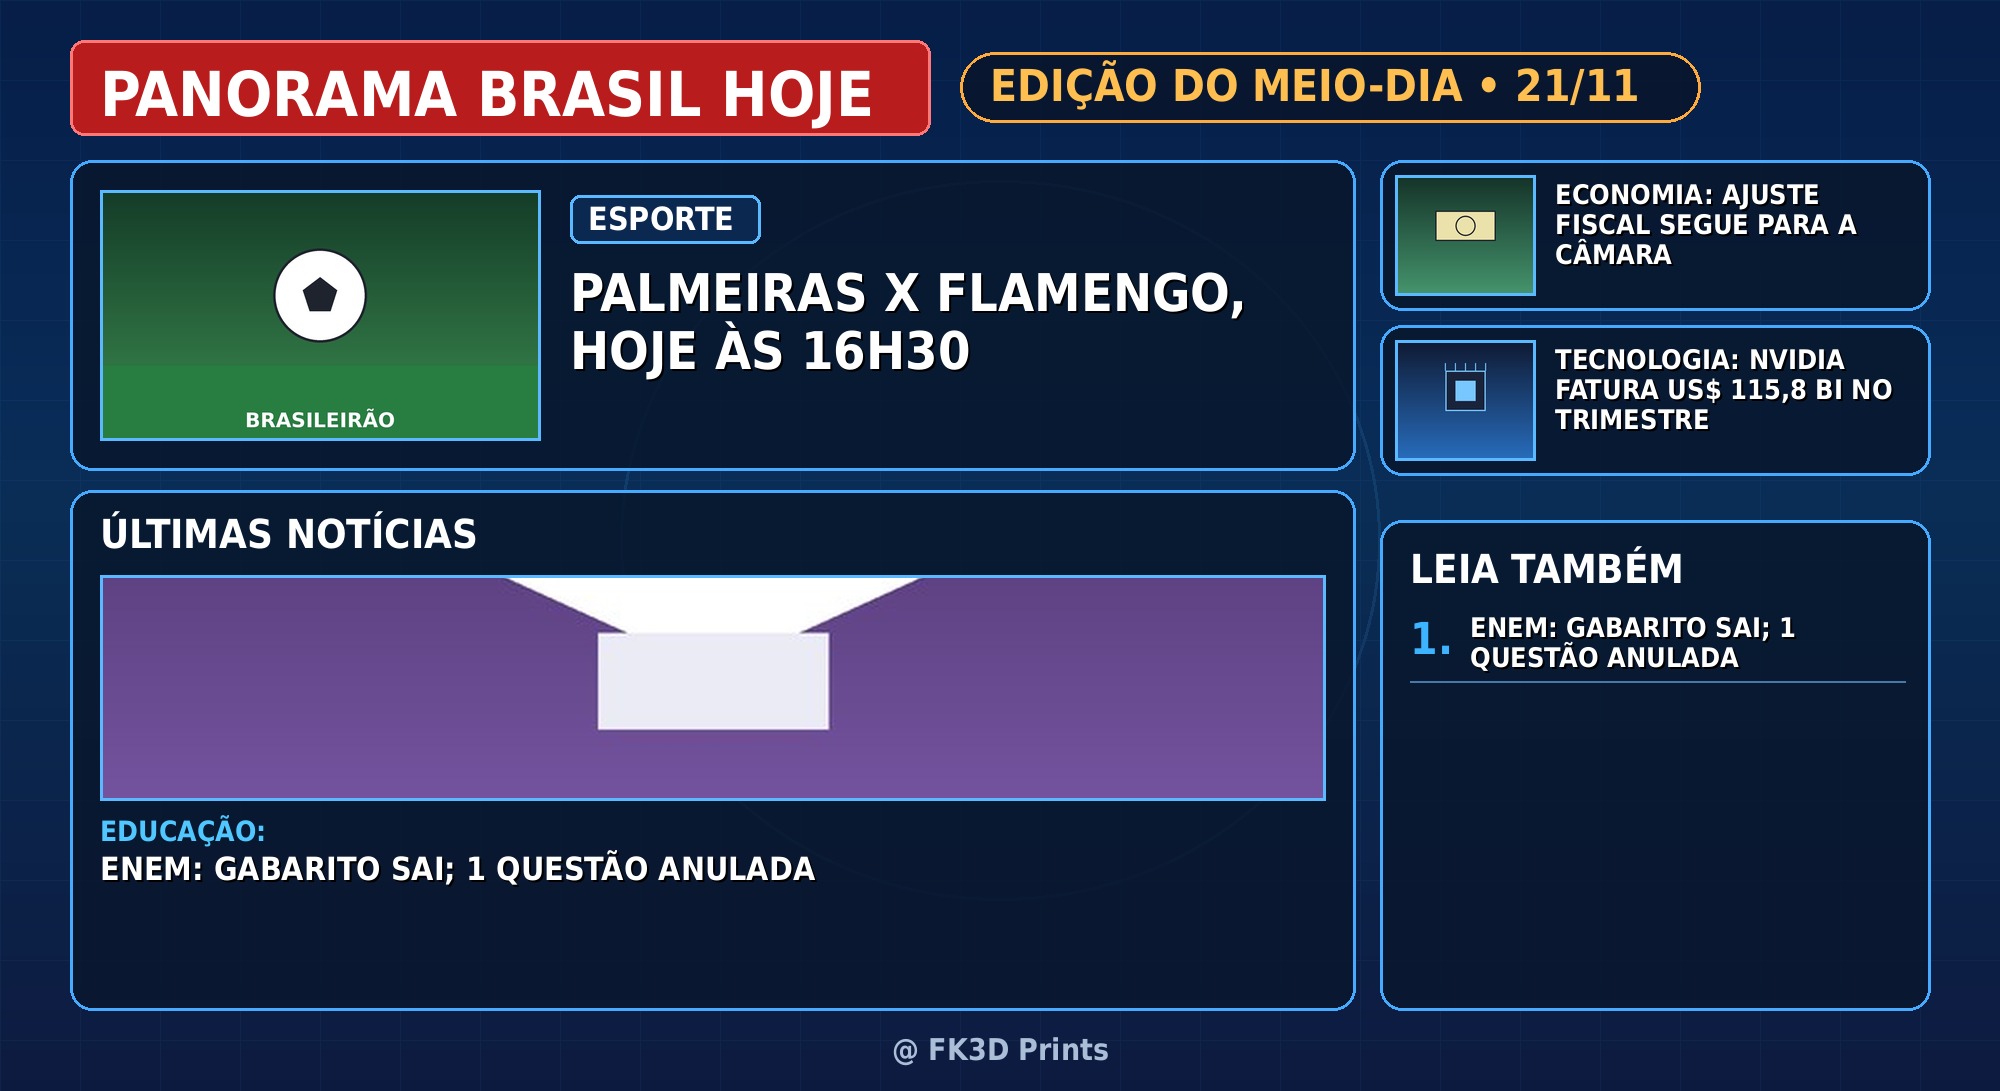 PANORAMA BRASIL HOJE
EDIÇÃO DO MEIO-DIA • 21/11
BRASILEIRÃO
ESPORTE
PALMEIRAS X FLAMENGO,
HOJE ÀS 16H30
ECONOMIA: AJUSTE
FISCAL SEGUE PARA A
CÂMARA
TECNOLOGIA: NVIDIA
FATURA US$ 115,8 BI NO
TRIMESTRE
ÚLTIMAS NOTÍCIAS
EDUCAÇÃO:
ENEM: GABARITO SAI; 1 QUESTÃO ANULADA
LEIA TAMBÉM
1. ENEM: GABARITO SAI; 1
QUESTÃO ANULADA
@ FK3D Prints